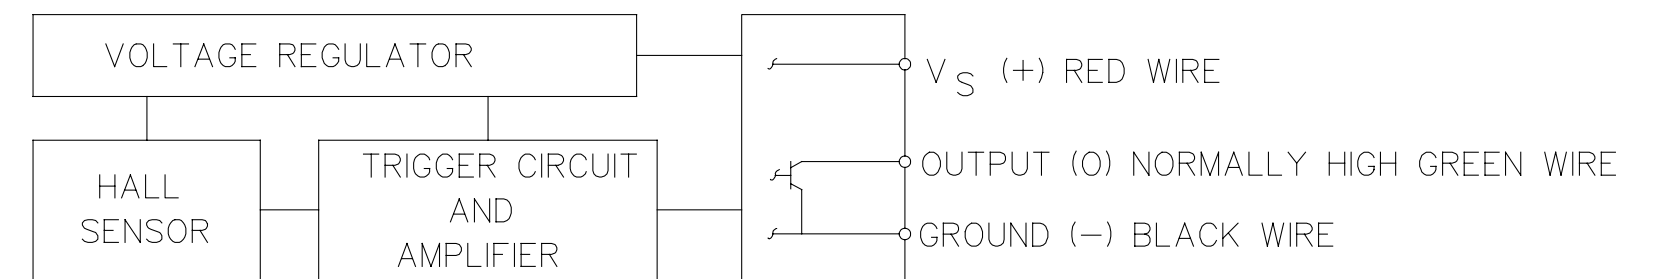 VOLTAGE REGULATOR
V S (+) RED WIRE
HALL
SENSOR
TRIGGER CIRCUIT
AND
AMPLIFIER
OUTPUT (O) NORMALLY HIGH GREEN WIRE
GROUND (−) BLACK WIRE